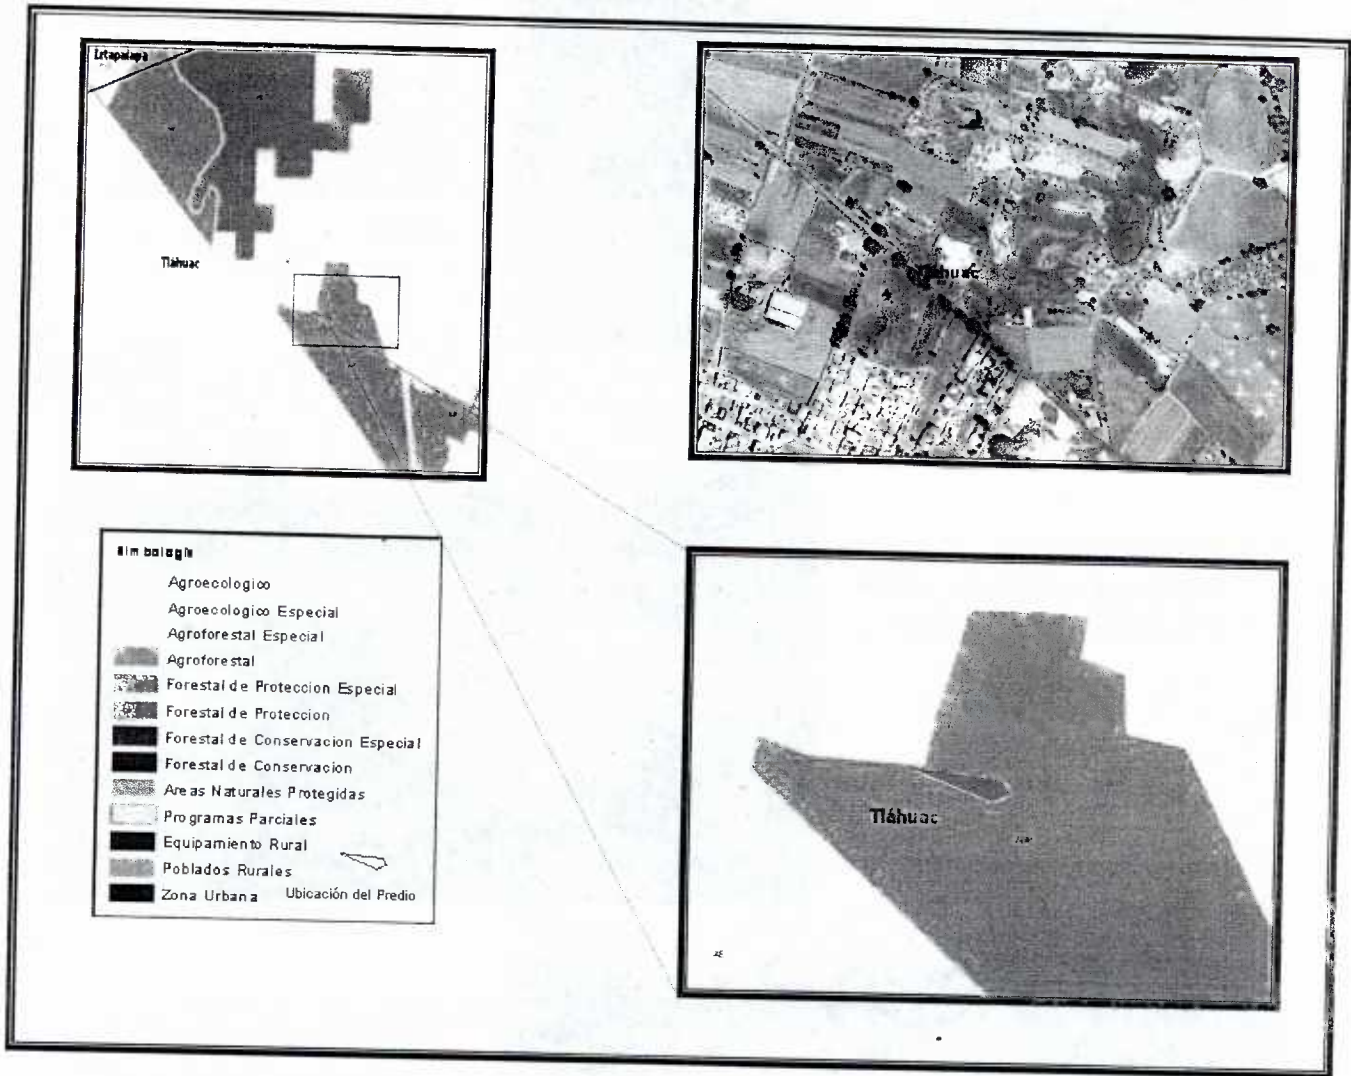 Iztapalapa
Tláhuac
Tláhuac
Simbología
Agroecologico
Agroecologico Especial
Agroforestal Especial
Agroforestal
Forestal de Proteccion Especial
Forestal de Proteccion
Forestal de Conservacion Especial
Forestal de Conservacion
Areas Naturales Protegidas
Programas Parciales
Equipamiento Rural
Poblados Rurales
Zona Urbana
Ubicación del Predio
Tláhuac